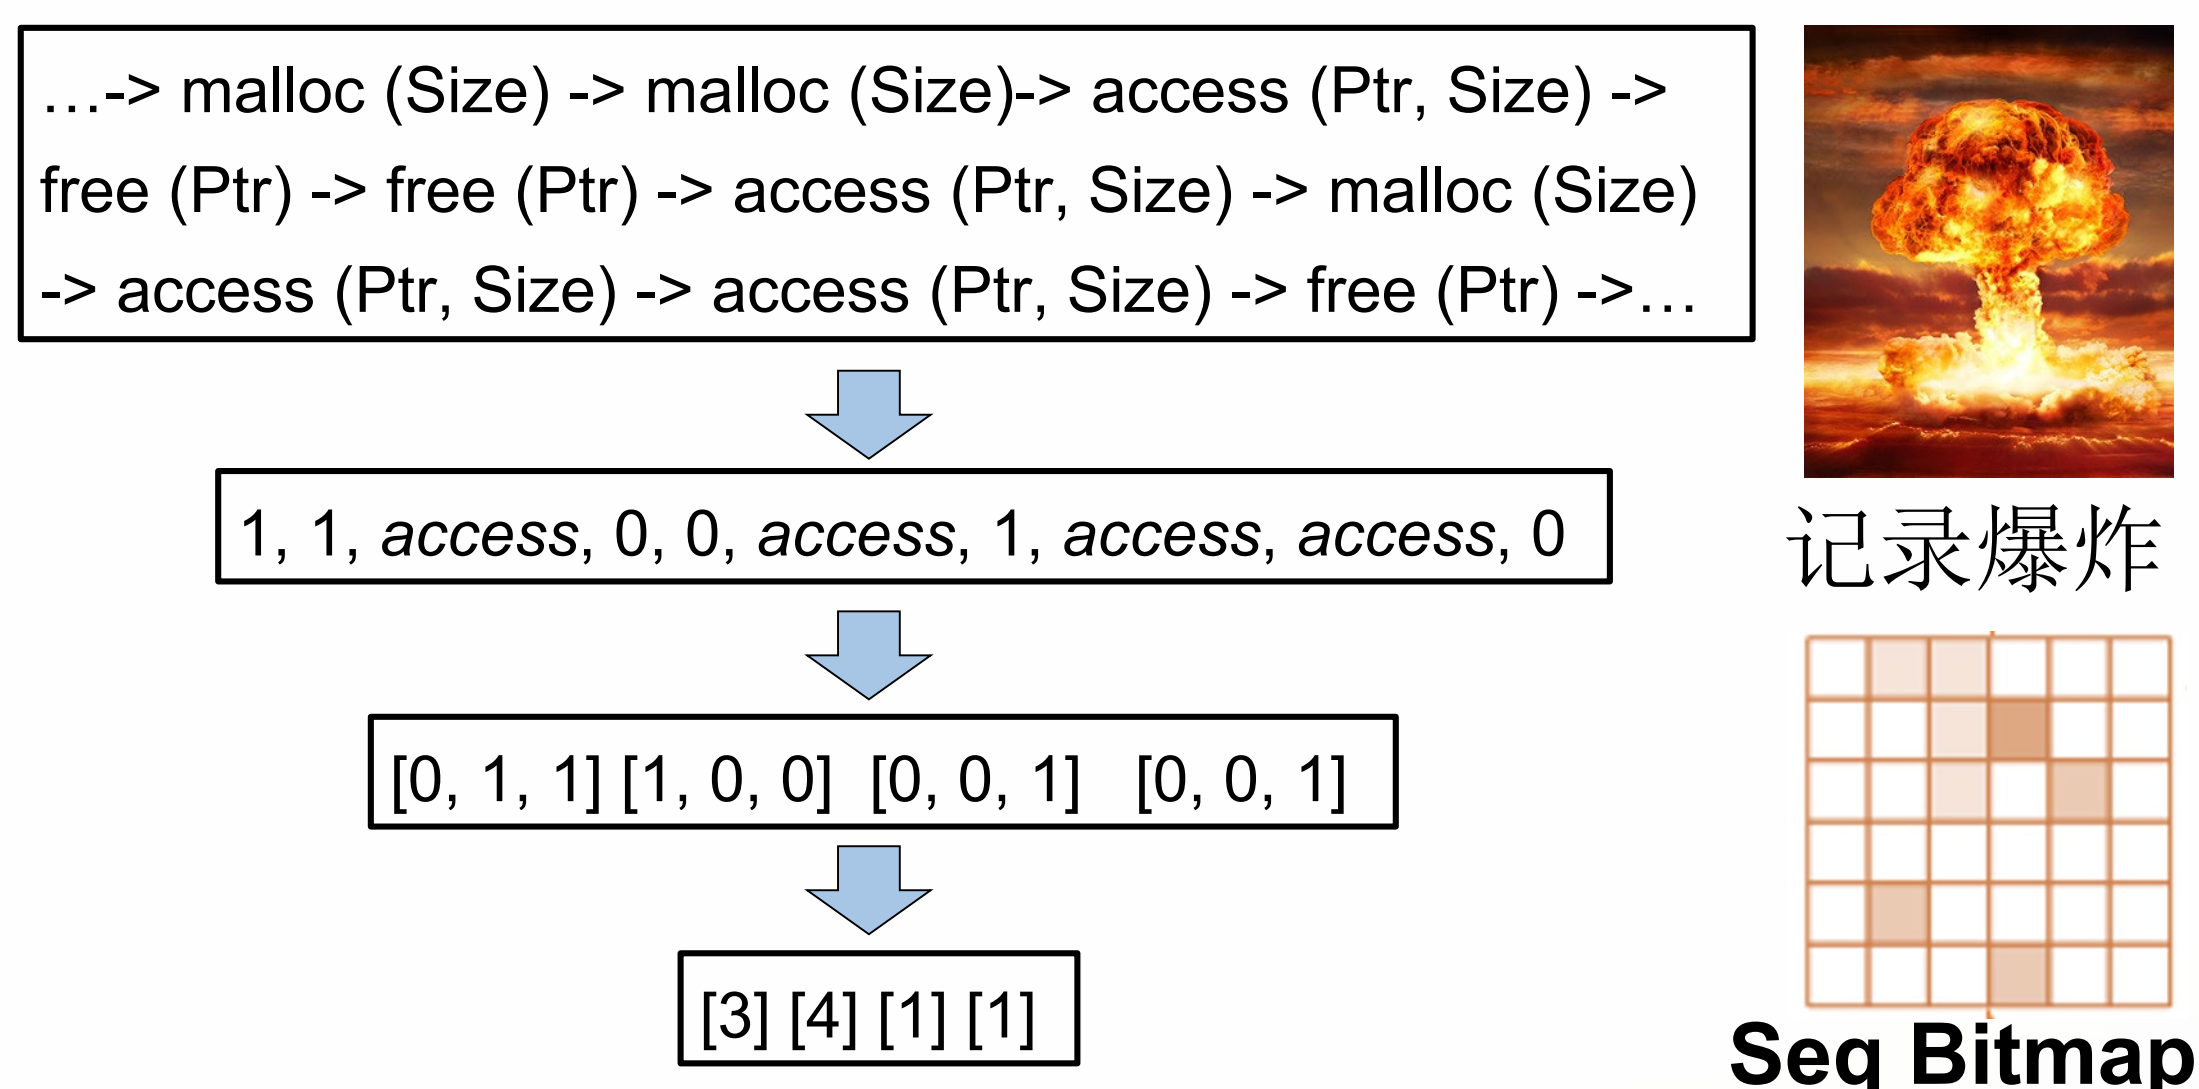 …-> malloc (Size) -> malloc (Size)-> access (Ptr, Size) ->
free (Ptr) -> free (Ptr) -> access (Ptr, Size) -> malloc (Size)
-> access (Ptr, Size) -> access (Ptr, Size) -> free (Ptr) ->…
1, 1, access, 0, 0, access, 1, access, access, 0
[0, 1, 1] [1, 0, 0] [0, 0, 1] [0, 0, 1]
[3] [4] [1] [1]
记录爆炸
Seq Bitmap